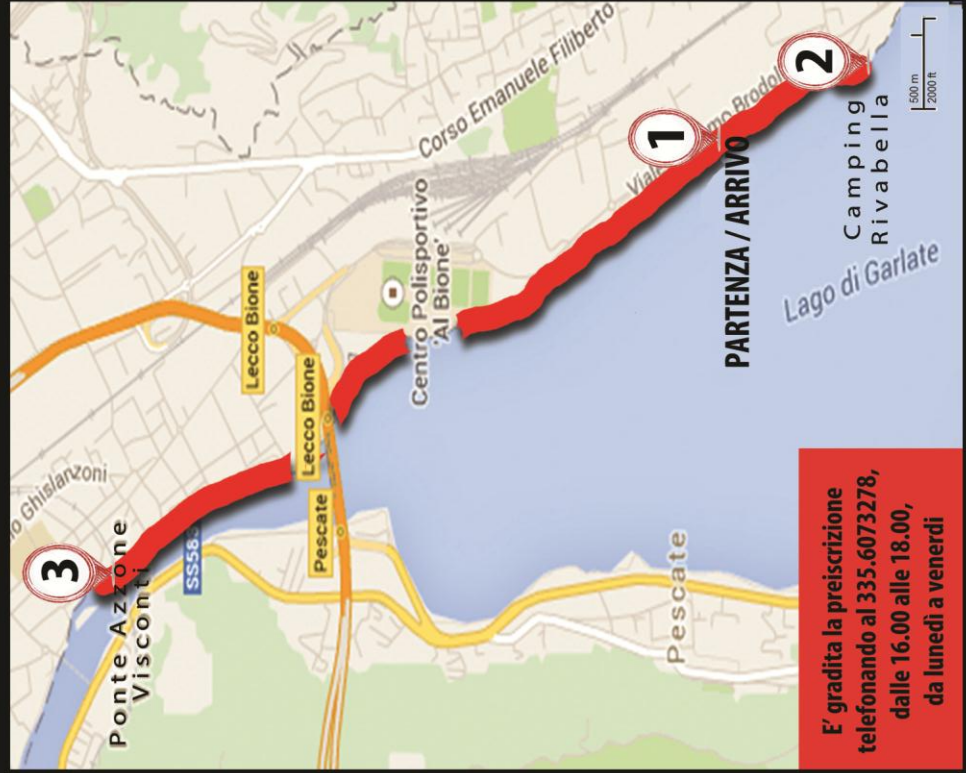 o Ghislanzoni
3
Ponte Azzone
Visconti
SS583
Pescate
Lecco Bione
Lecco Bione
Corso Emanuele Filiberto
Centro Polisportivo
'Al Bione'
1
2
PARTENZA / ARRIVO
Camping
Rivabella
Lago di Garlate
500 m
2000 ft
Pescate
E' gradita la preiscrizione
telefonando al 335.6073278,
dalle 16.00 alle 18.00,
da lunedì a venerdì